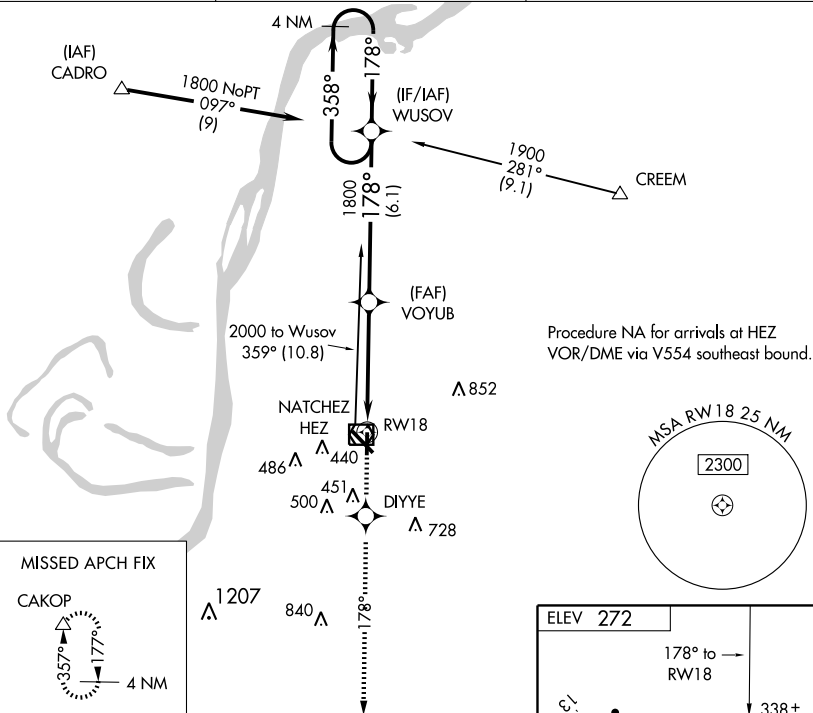 4 NM
(IAF)
CADRO
1800 NoPT
097°
(9)
358°
178°
(IF/IAF)
WUSOV
1900
281°
(9.1)
CREEM
1800
178°
(6.1)
(FAF)
VOYUB
2000 to Wusov
359° (10.8)
Procedure NA for arrivals at HEZ
VOR/DME via V554 southeast bound.
852
NATCHEZ
HEZ
RW18
440
486
451
500
DIYYE
728
MSA RW18 25 NM
2300
MISSED APCH FIX
CAKOP
357°
177°
4 NM
1207
840
178°
ELEV 272
178° to
RW18
338±